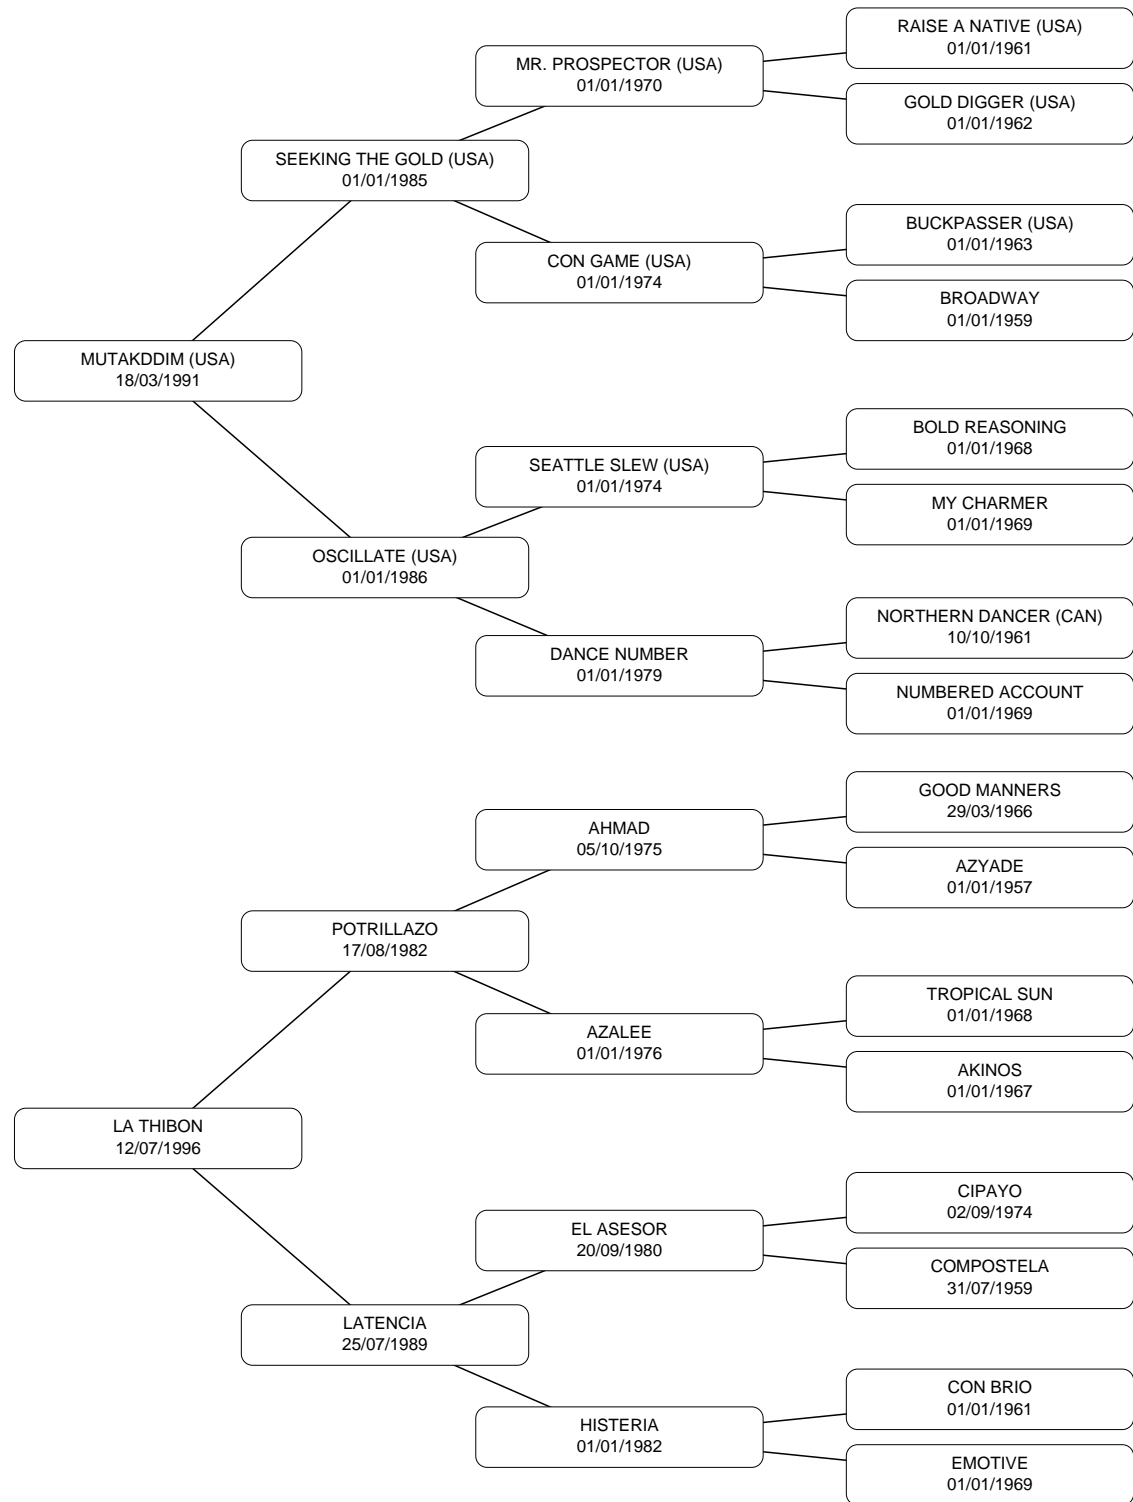 RAISE A NATIVE (USA)
01/01/1961
MR. PROSPECTOR (USA)
01/01/1970
GOLD DIGGER (USA)
01/01/1962
SEEKING THE GOLD (USA)
01/01/1985
BUCKPASSER (USA)
01/01/1963
CON GAME (USA)
01/01/1974
BROADWAY
01/01/1959
MUTAKDDIM (USA)
18/03/1991
BOLD REASONING
01/01/1968
SEATTLE SLEW (USA)
01/01/1974
MY CHARMER
01/01/1969
OSCILLATE (USA)
01/01/1986
NORTHERN DANCER (CAN)
10/10/1961
DANCE NUMBER
01/01/1979
NUMBERED ACCOUNT
01/01/1969
GOOD MANNERS
29/03/1966
AHMAD
05/10/1975
AZYADE
01/01/1957
POTRILLAZO
17/08/1982
TROPICAL SUN
01/01/1968
AZALEE
01/01/1976
AKINOS
01/01/1967
LA THIBON
12/07/1996
CIPAYO
02/09/1974
EL ASESOR
20/09/1980
COMPOSTELA
31/07/1959
LATENCIA
25/07/1989
CON BRIO
01/01/1961
HISTERIA
01/01/1982
EMOTIVE
01/01/1969